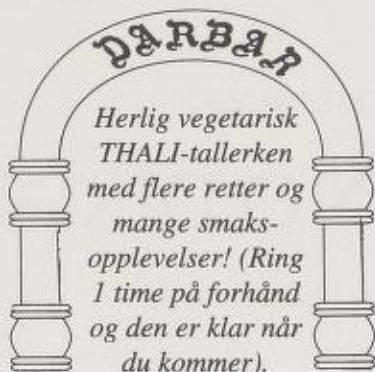 DARBAR
Herlig vegetarisk
THALI-tallerken
med flere retter og
mange smaks-
opplevelser! (Ring
1 time på forhånd
og den er klar når
du kommer).